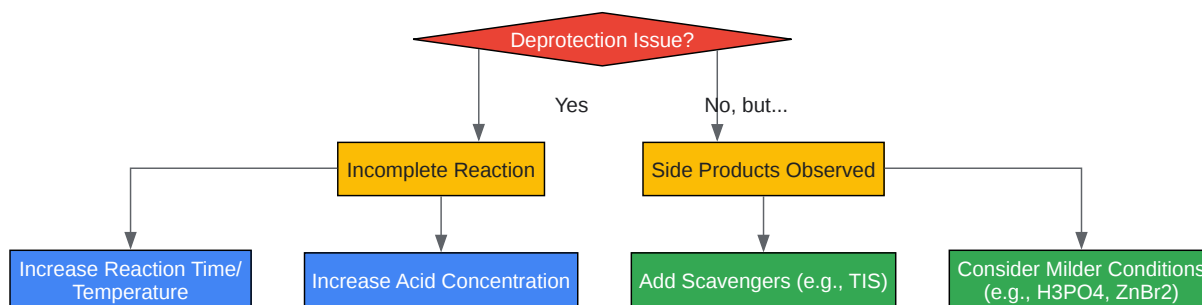 Deprotection Issue?
Yes
No, but...
Incomplete Reaction
Side Products Observed
Increase Reaction Time/
Temperature
Increase Acid Concentration
Add Scavengers (e.g., TIS)
Consider Milder Conditions
(e.g., H3PO4, ZnBr2)